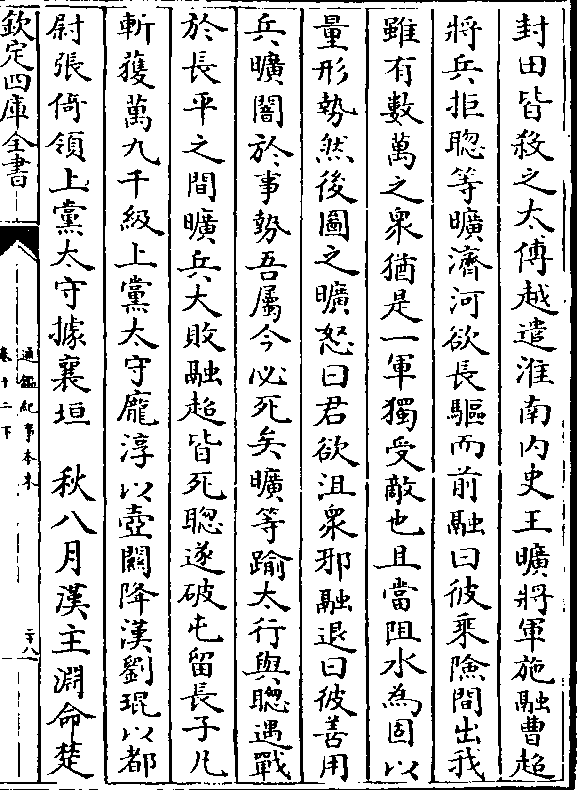 封田皆殺之太傅越遣淮南内史王曠將軍施融曹超
將兵拒聰等曠濟河欲長驅而前融曰彼乘險間出我
雖有數萬之衆猶是一軍獨受敵也且當阻水為固以
量形勢然後圖之曠怒曰君欲沮衆邪融退曰彼善用
兵曠闇於事勢吾屬今必死矣曠等踰太行與聰遇戰
於長平之間曠兵大敗融超皆死聰遂破屯留長子凡
斬獲萬九千級上黨太守龐淳以壺關降漢劉琨以都
尉張倚領上黨太守據襄垣　秋八月漢主淵命楚
欽定四庫全書
通鑑紀事本末
卷十二下
二八